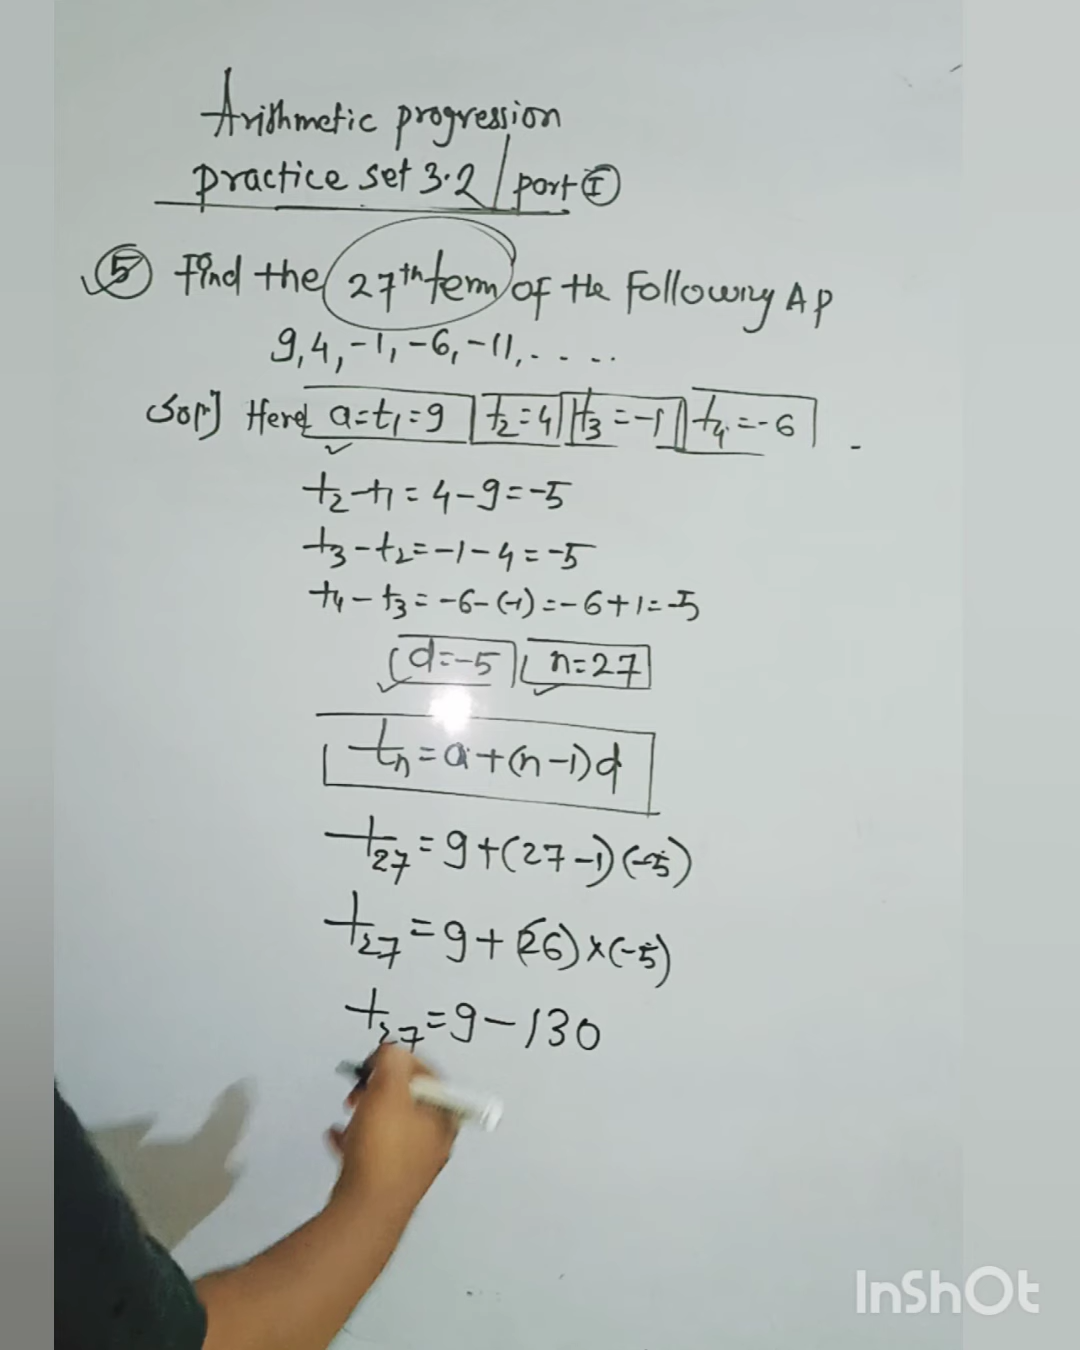 Arithmetic progression
practice set 3.2 / part I
5 Find the 27th term of the Following AP
9, 4, -1, -6, -11, . . . .
Soln] Here a=t1=9 t2=4 t3=-1 t4=-6
t2-t1=4-9=-5
t3-t2=-1-4=-5
t4-t3=-6-(-1)=-6+1=-5
d=-5 n=27
tn=a+(n-1)d
t27=9+(27-1)(-5)
t27=9+(26)×(-5)
t27=9-130
InShOt